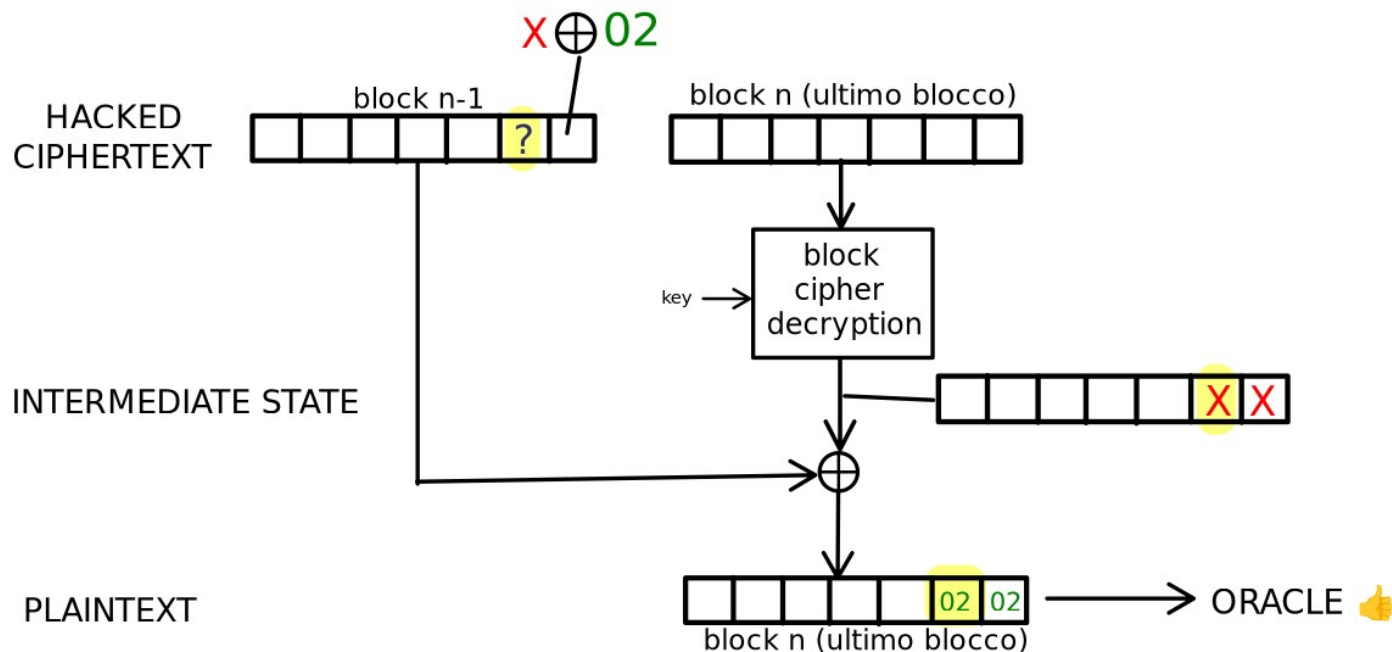 X⊕02
block n-1
block n (ultimo blocco)
HACKED
CIPHERTEXT
?
block
cipher
decryption
key
INTERMEDIATE STATE
X X
PLAINTEXT
02 02
ORACLE 👍
block n (ultimo blocco)